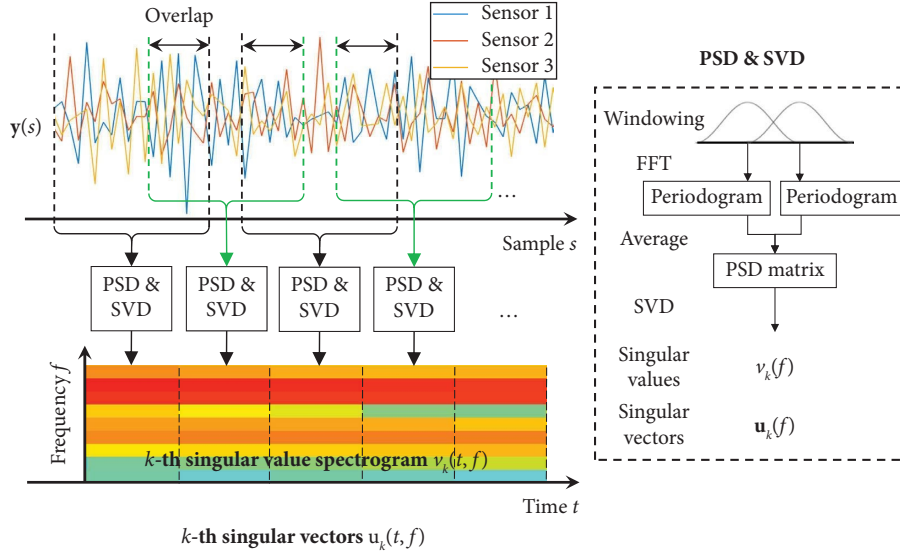 Overlap
Sensor 1
Sensor 2
Sensor 3
y(s)
...
Sample s
PSD & SVD
PSD & SVD
PSD & SVD
PSD & SVD
...
Frequency f
k-th singular value spectrogram v_k(t, f)
Time t
k-th singular vectors u_k(t, f)
PSD & SVD
Windowing
FFT
Periodogram
Periodogram
Average
PSD matrix
SVD
Singular values
v_k(f)
Singular vectors
u_k(f)